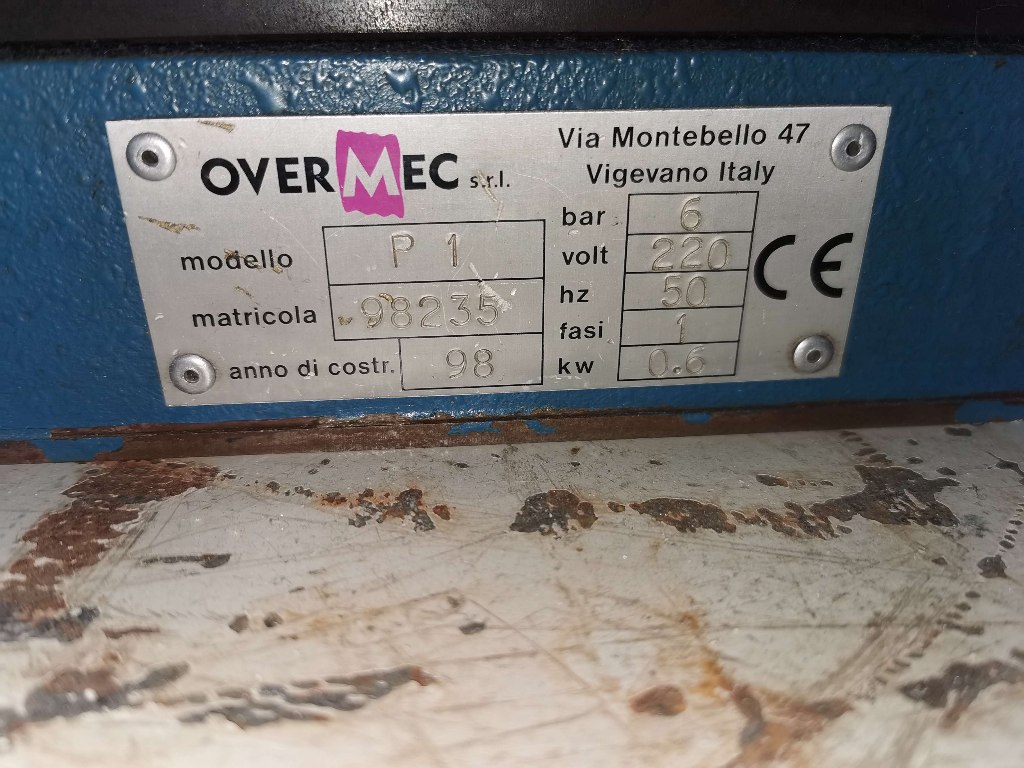 OVERMEC s.r.l.
Via Montebello 47
Vigevano Italy
modello P 1
matricola 98235
anno di costr. 98
bar 6
volt 220
hz 50
fasi 1
kw 0.6
CE